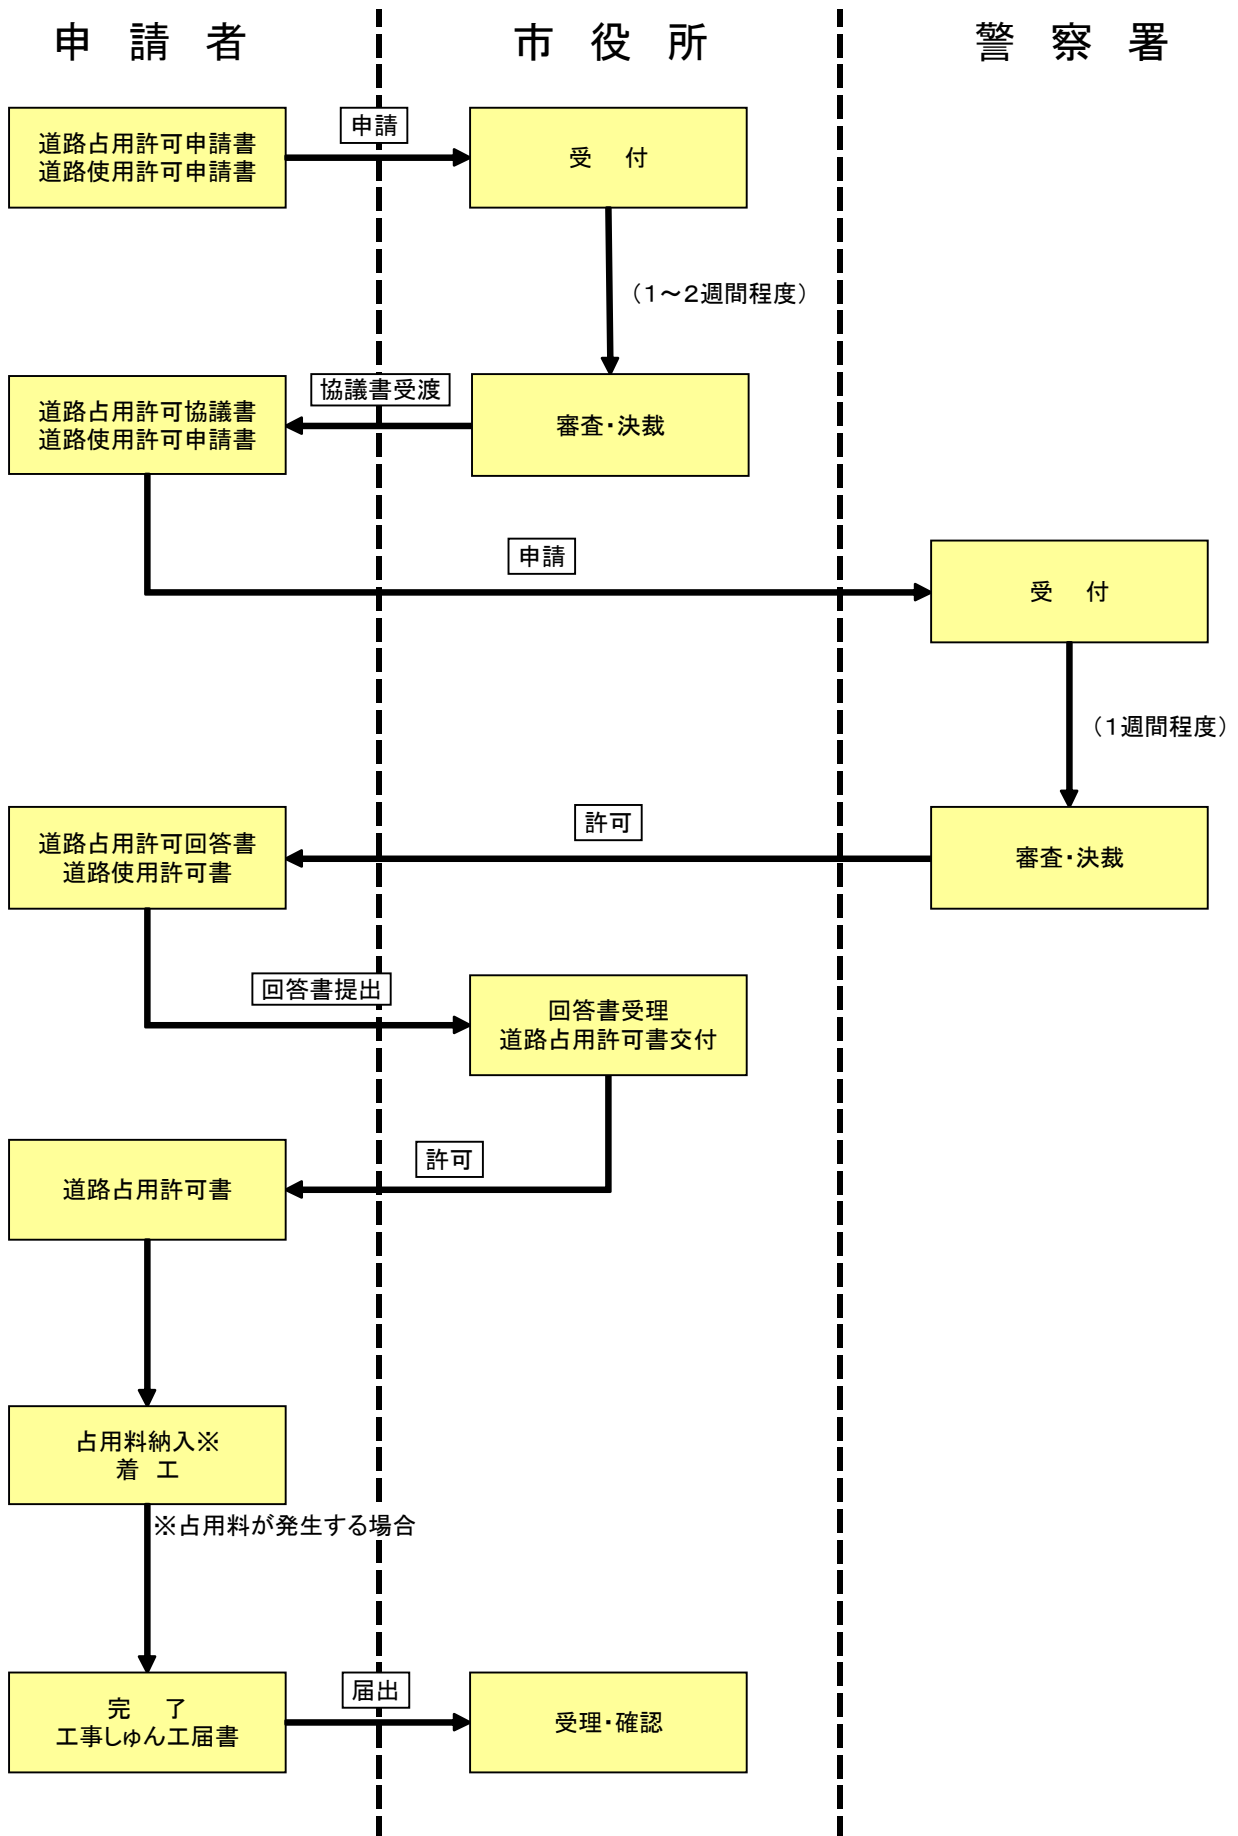 申 請 者
市 役 所
警 察 署
道路占用許可申請書
道路使用許可申請書
申請
受 付
（1～2週間程度）
道路占用許可協議書
道路使用許可申請書
協議書受渡
審査・決裁
申請
受 付
（1週間程度）
道路占用許可回答書
道路使用許可書
許可
審査・決裁
回答書提出
回答書受理
道路占用許可書交付
許可
道路占用許可書
占用料納入※
着 工
※占用料が発生する場合
完 了
工事しゅん工届書
届出
受理・確認